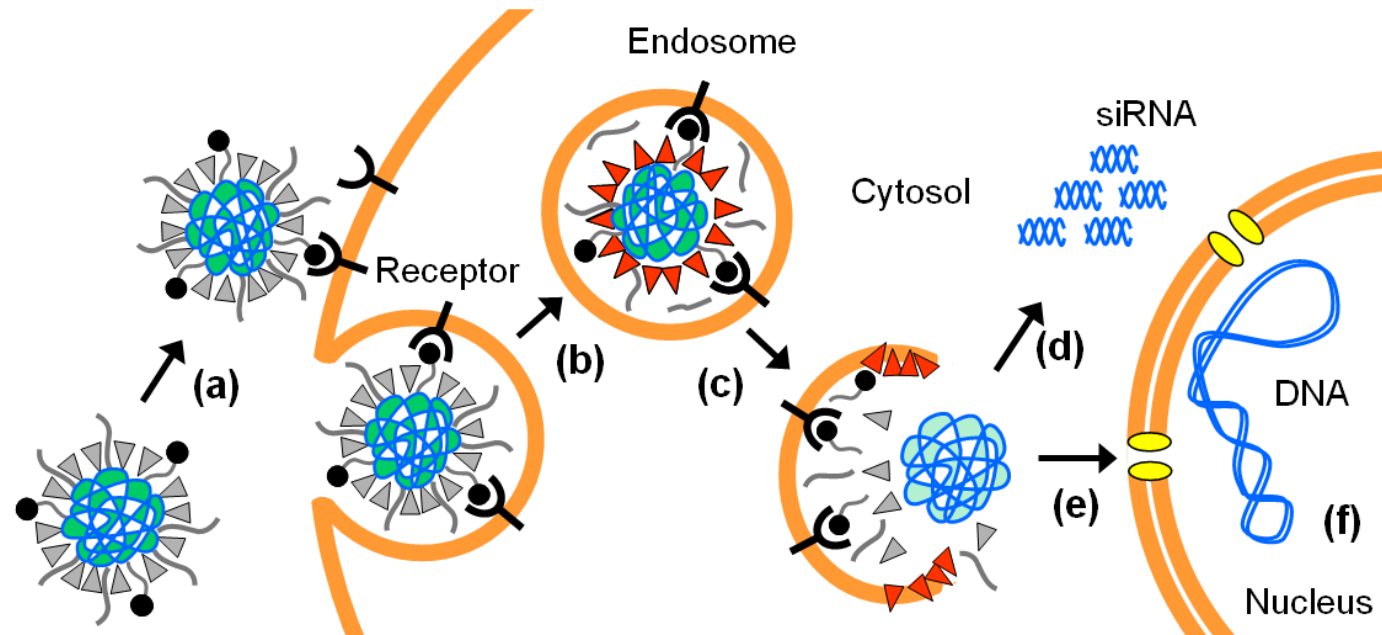 Endosome
siRNA
Cytosol
Receptor
(a)
(b)
(c)
(d)
DNA
(e)
(f)
Nucleus